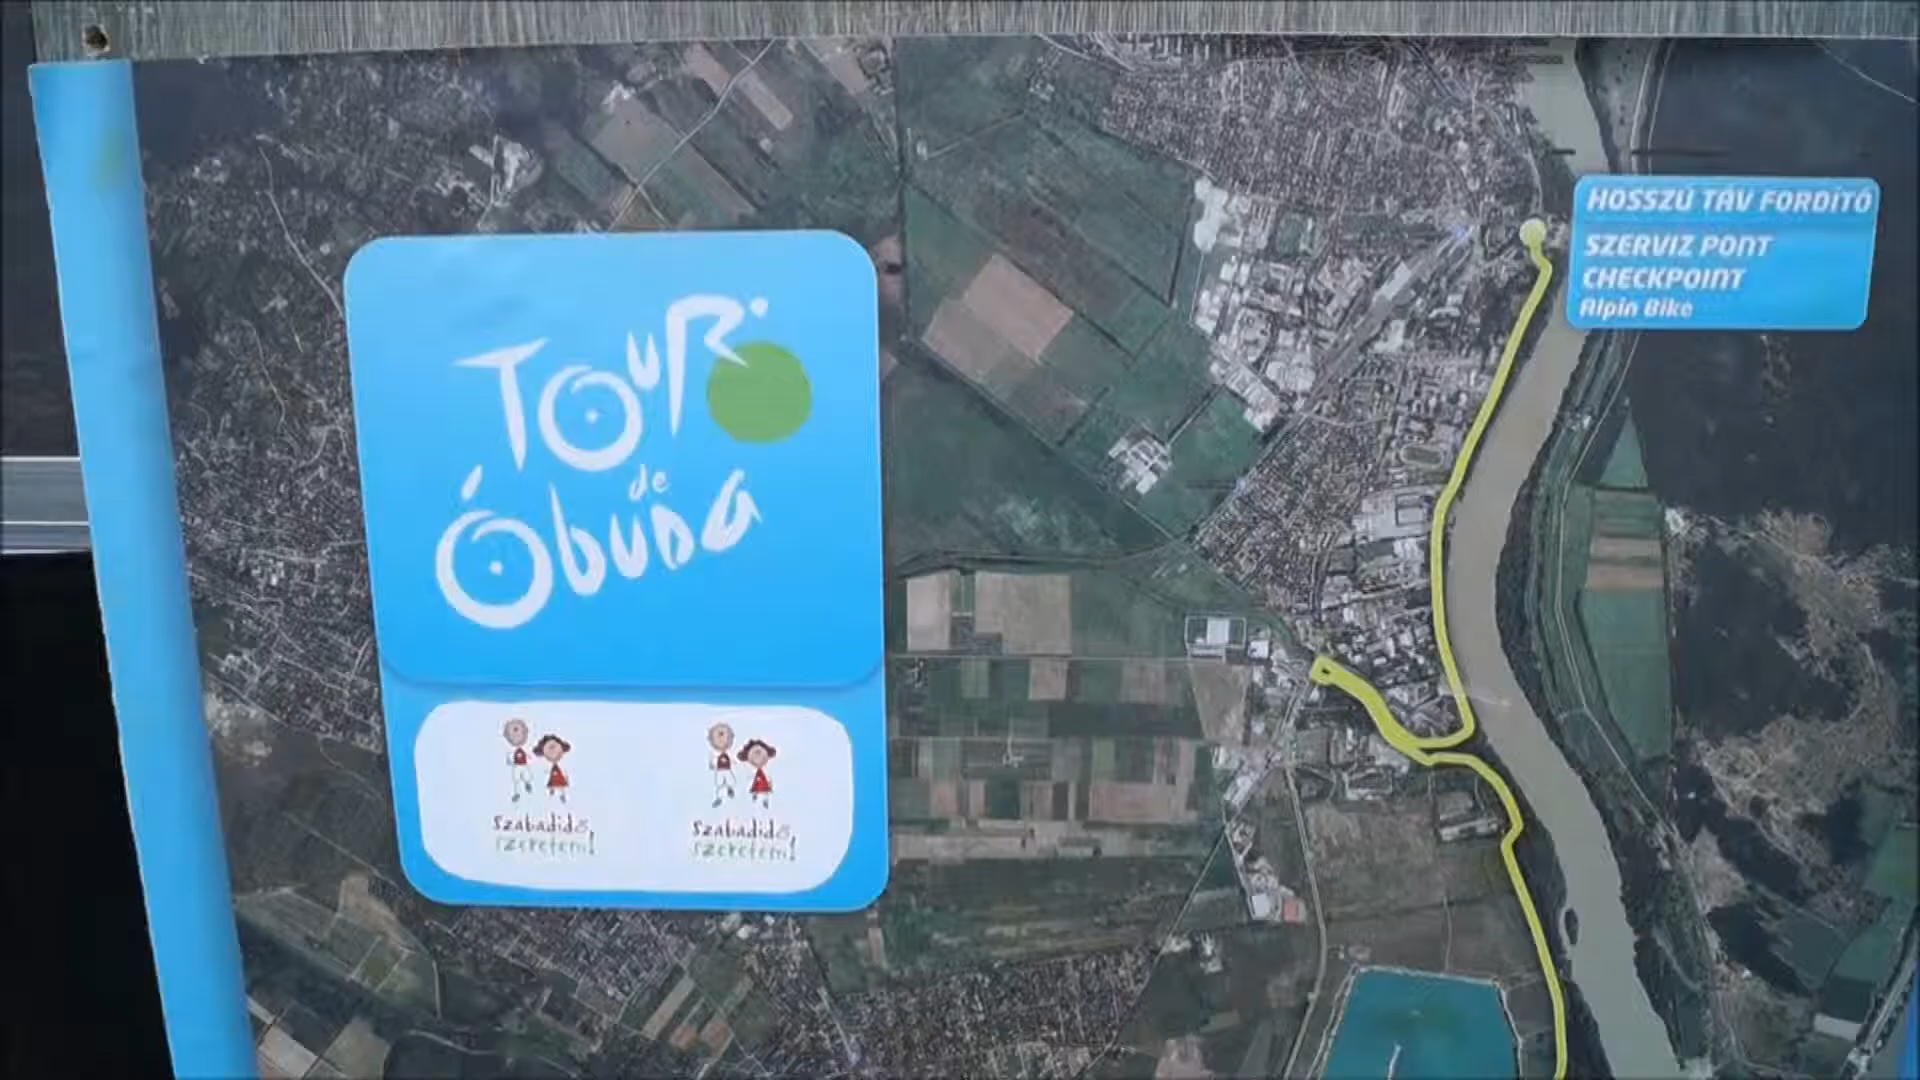 TOUR
de
Óbuda
Szabadidő,
szeretem!
Szabadidő,
szeretem!
HOSSZÚ TÁV FORDÍTÓ
SZERVIZ PONT
CHECKPOINT
Alpin Bike